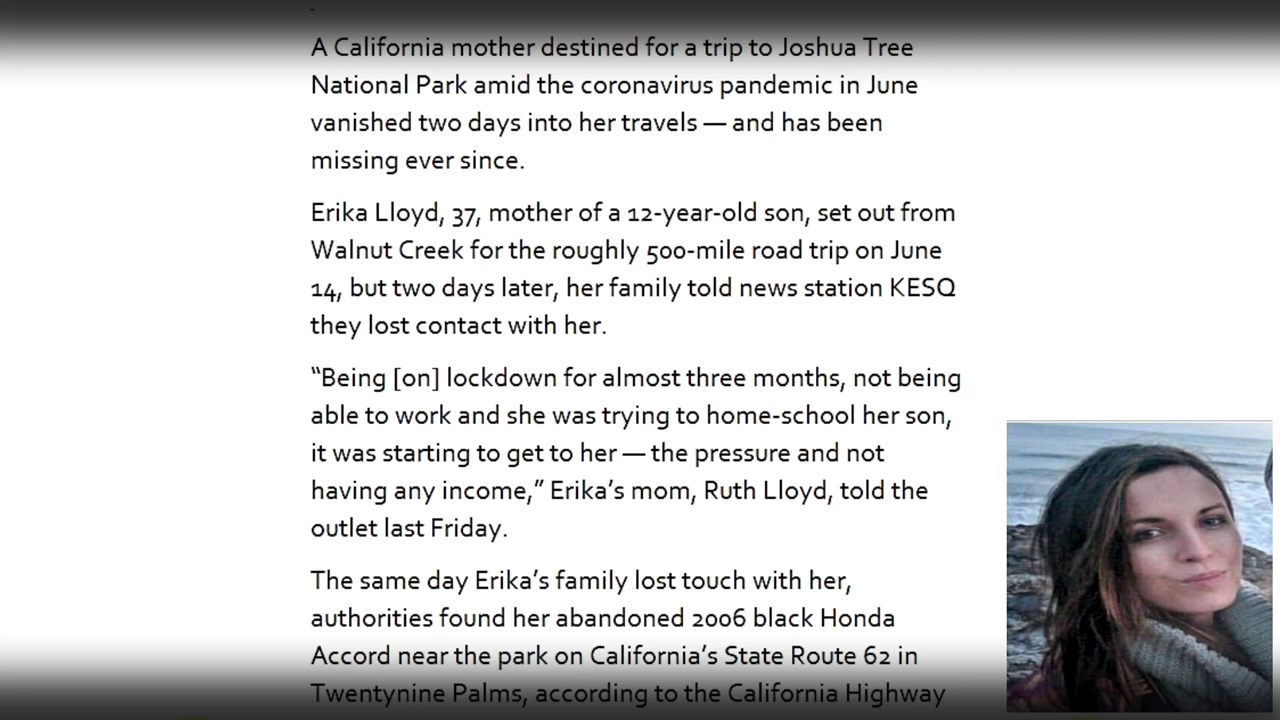 A California mother destined for a trip to Joshua Tree
National Park amid the coronavirus pandemic in June
vanished two days into her travels — and has been
missing ever since.
Erika Lloyd, 37, mother of a 12-year-old son, set out from
Walnut Creek for the roughly 500-mile road trip on June
14, but two days later, her family told news station KESQ
they lost contact with her.
“Being [on] lockdown for almost three months, not being
able to work and she was trying to home-school her son,
it was starting to get to her — the pressure and not
having any income,” Erika’s mom, Ruth Lloyd, told the
outlet last Friday.
The same day Erika’s family lost touch with her,
authorities found her abandoned 2006 black Honda
Accord near the park on California’s State Route 62 in
Twentynine Palms, according to the California Highway